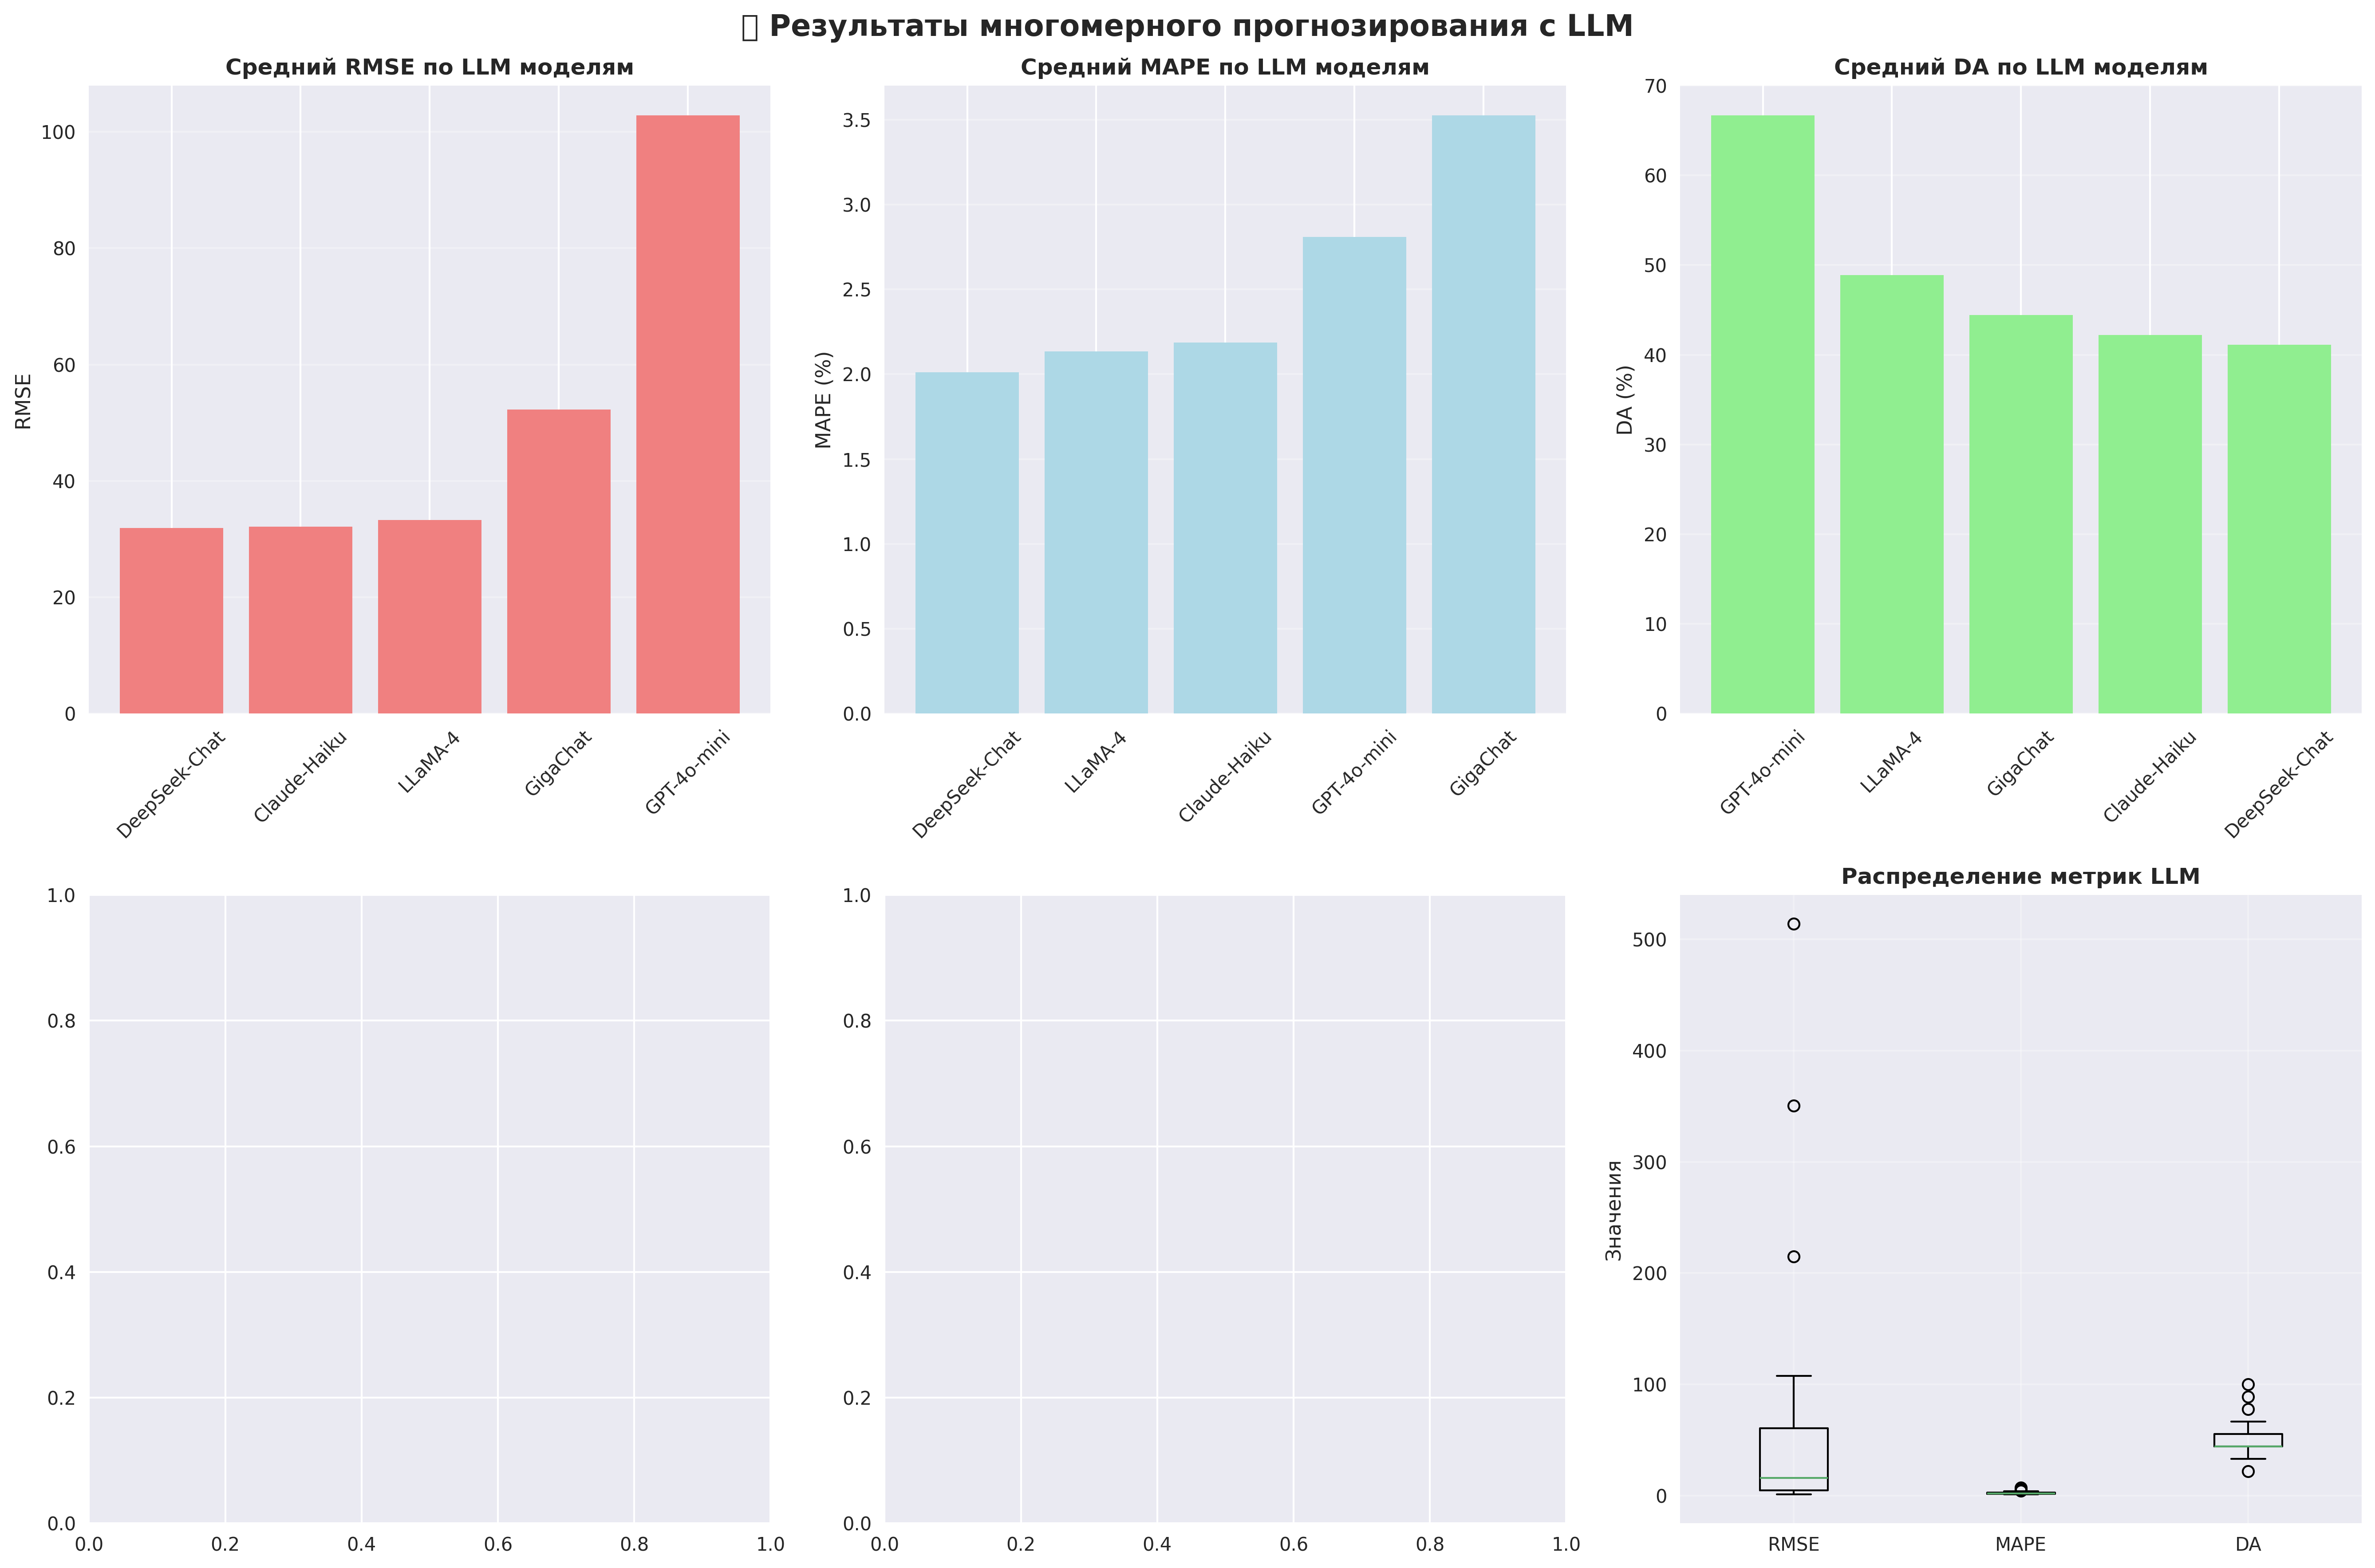 Результаты многомерного прогнозирования с LLM
Средний RMSE по LLM моделям
RMSE
100
80
60
40
20
0
DeepSeek-Chat
Claude-Haiku
LLaMA-4
GigaChat
GPT-4o-mini
Средний MAPE по LLM моделям
MAPE (%)
3.5
3.0
2.5
2.0
1.5
1.0
0.5
0.0
DeepSeek-Chat
LLaMA-4
Claude-Haiku
GPT-4o-mini
GigaChat
Средний DA по LLM моделям
DA (%)
70
60
50
40
30
20
10
0
GPT-4o-mini
LLaMA-4
GigaChat
Claude-Haiku
DeepSeek-Chat
1.0
0.8
0.6
0.4
0.2
0.0
0.0 0.2 0.4 0.6 0.8 1.0
1.0
0.8
0.6
0.4
0.2
0.0
0.0 0.2 0.4 0.6 0.8 1.0
Распределение метрик LLM
Значения
500
400
300
200
100
0
RMSE MAPE DA